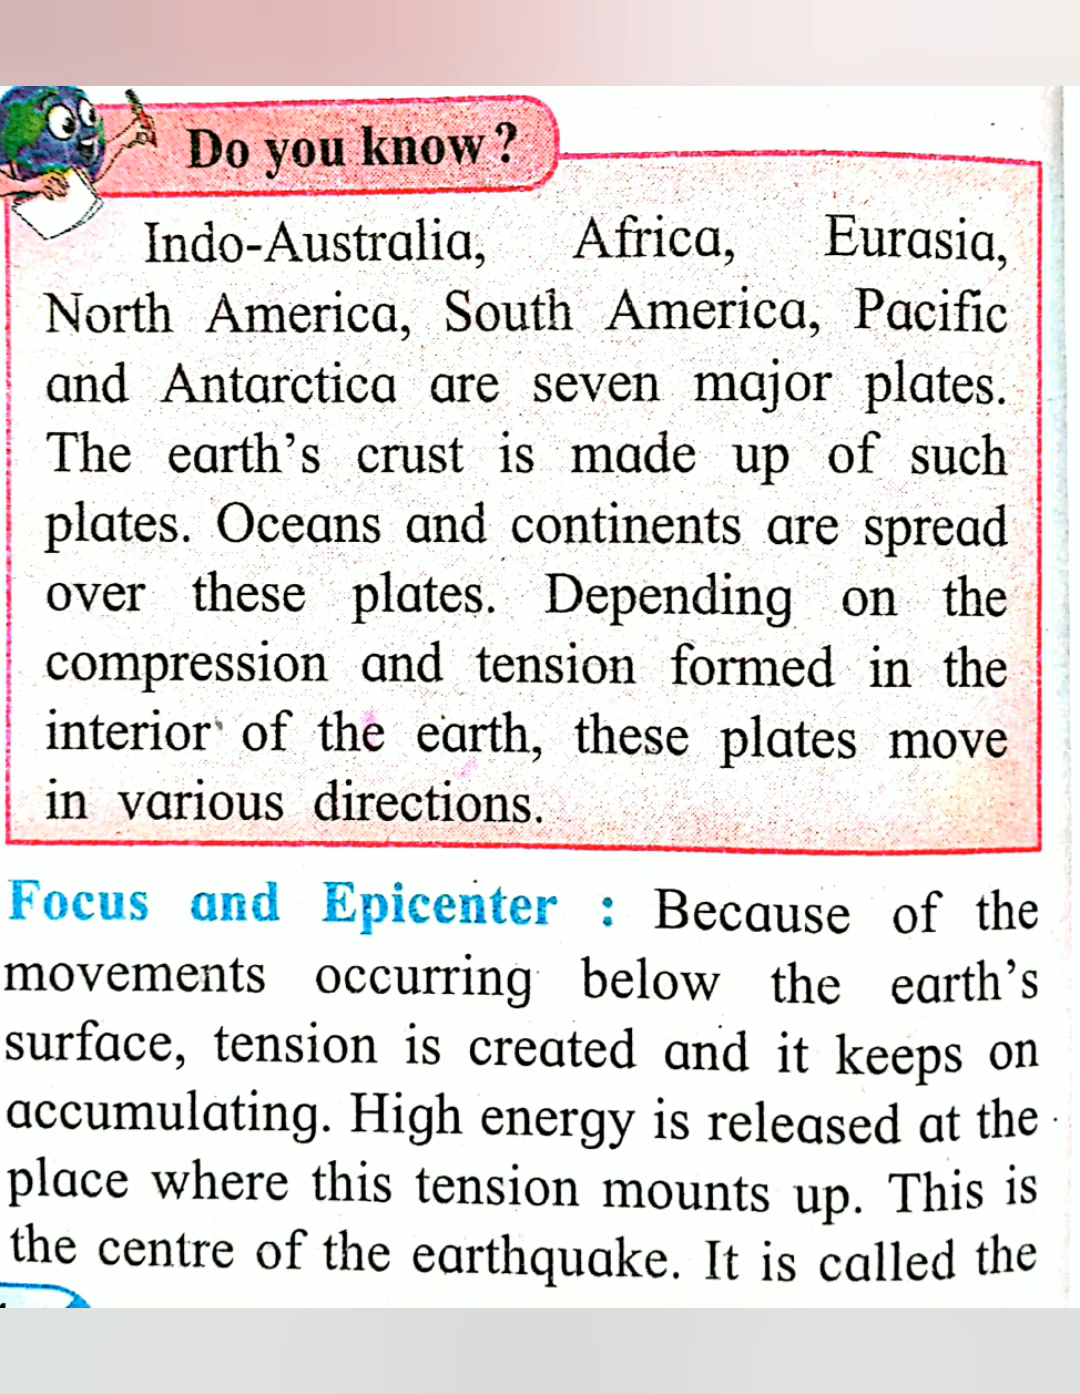 Do you know?
Indo-Australia, Africa, Eurasia,
North America, South America, Pacific
and Antarctica are seven major plates.
The earth’s crust is made up of such
plates. Oceans and continents are spread
over these plates. Depending on the
compression and tension formed in the
interior of the earth, these plates move
in various directions.
Focus and Epicenter : Because of the
movements occurring below the earth’s
surface, tension is created and it keeps on
accumulating. High energy is released at the
place where this tension mounts up. This is
the centre of the earthquake. It is called the